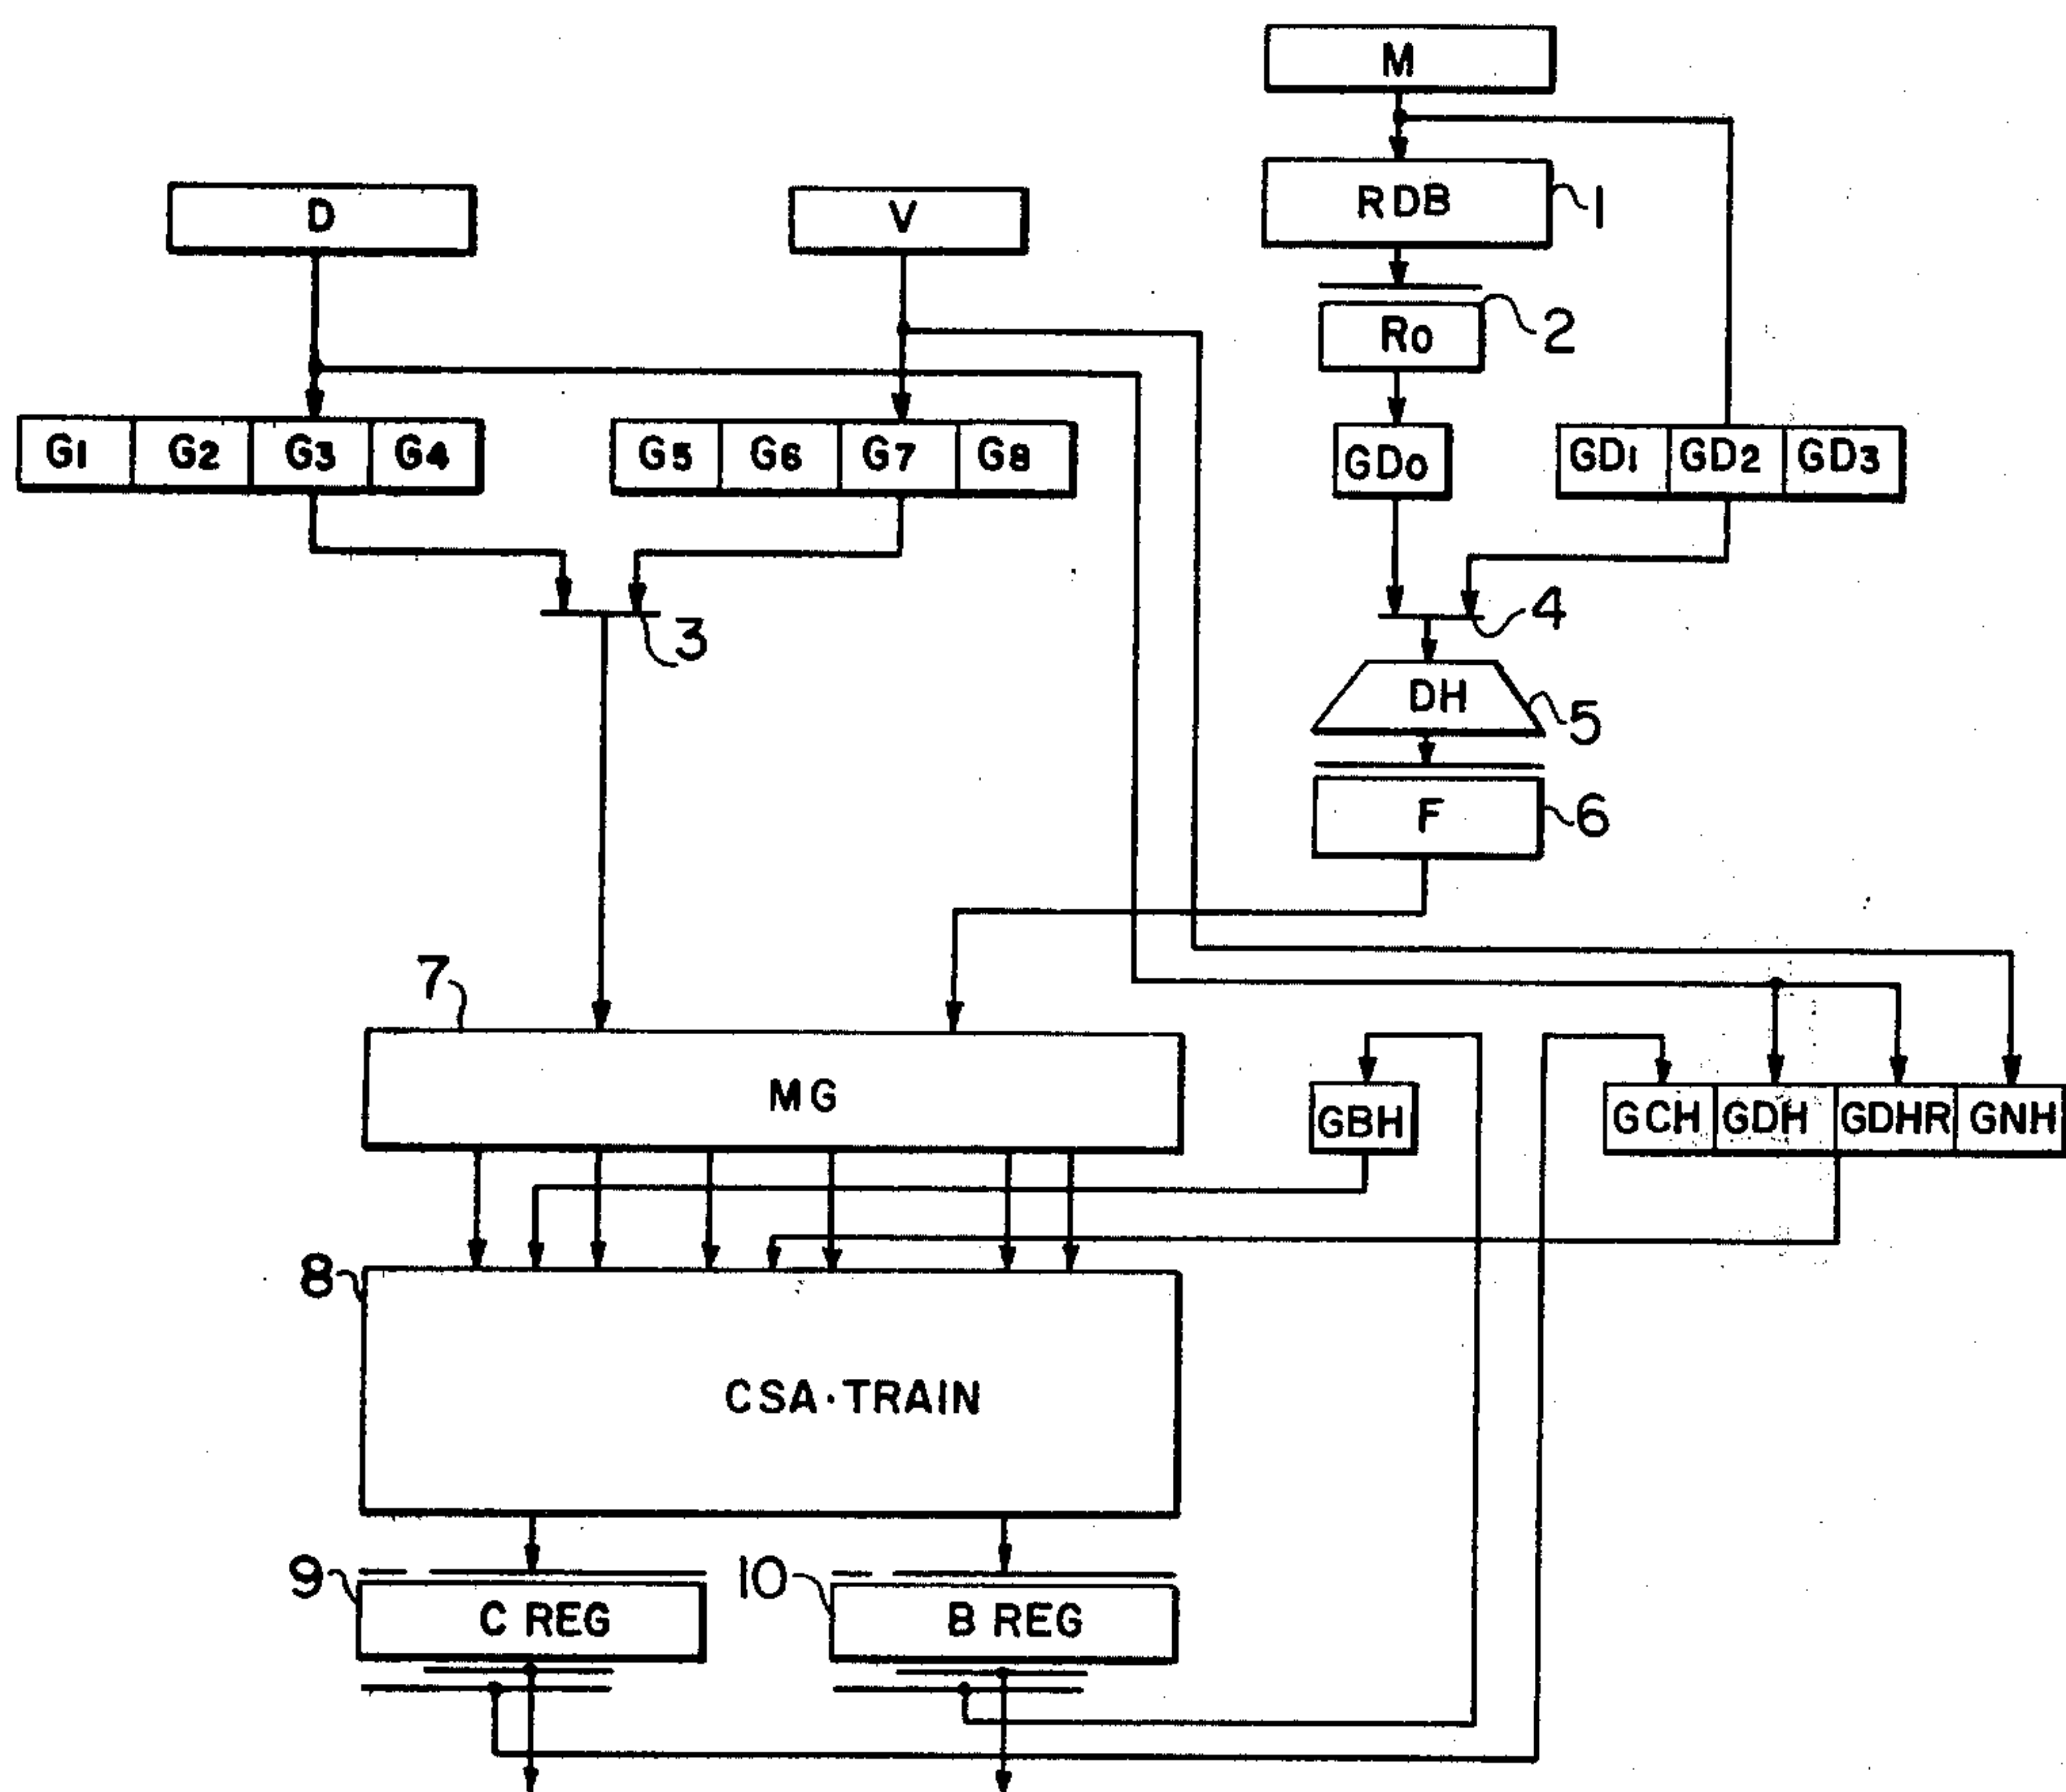 M
RDB 1
D V
Ro 2
G1 G2 G3 G4 G5 G6 G7 G8 GDo GD1 GD2 GD3
3 4
DH 5
F 6
7
MG GBH GCH GDH GDHR GNH
8
CSA·TRAIN
9 C REG 10 B REG